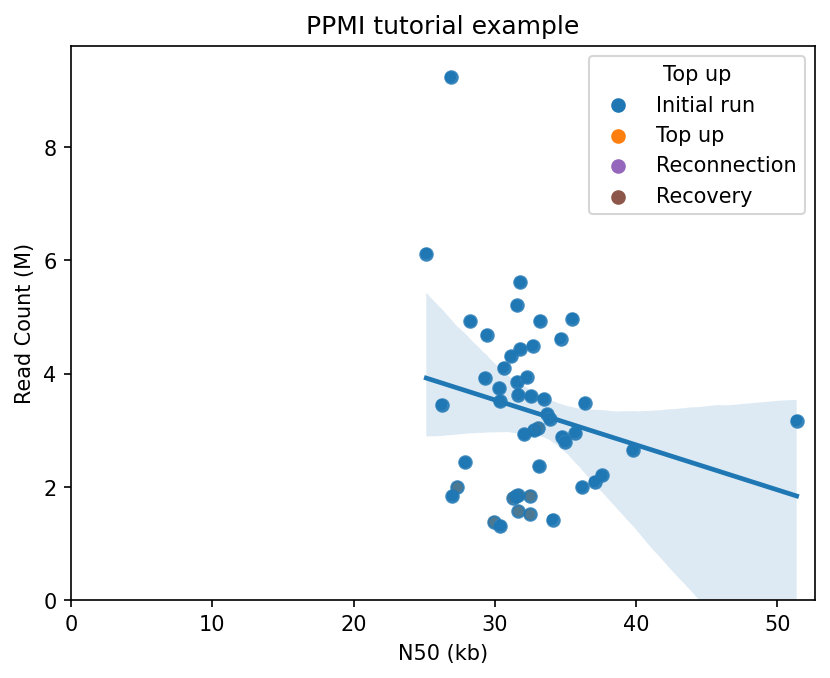 PPMI tutorial example
Top up
Initial run
Top up
Reconnection
Recovery
Read Count (M)
8
6
4
2
0
0 10 20 30 40 50
N50 (kb)